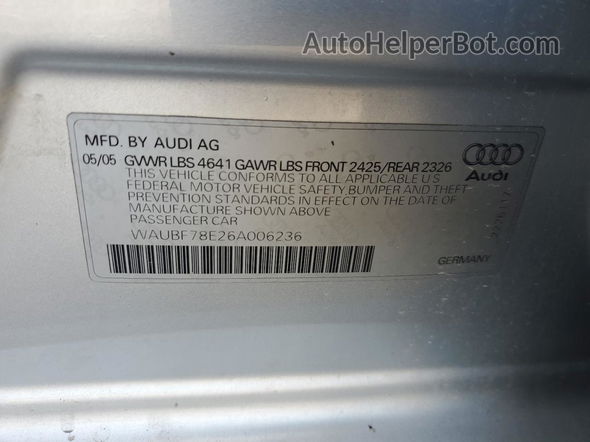 AutoHelperBot.com
MFD. BY AUDI AG
05/05 GVWR LBS 4641 GAWR LBS FRONT 2425/REAR 2326
THIS VEHICLE CONFORMS TO ALL APPLICABLE U.S.
FEDERAL MOTOR VEHICLE SAFETY, BUMPER AND THEFT
PREVENTION STANDARDS IN EFFECT ON THE DATE OF
MANUFACTURE SHOWN ABOVE
PASSENGER CAR
WAUBF78E26A006236
Audi
GERMANY